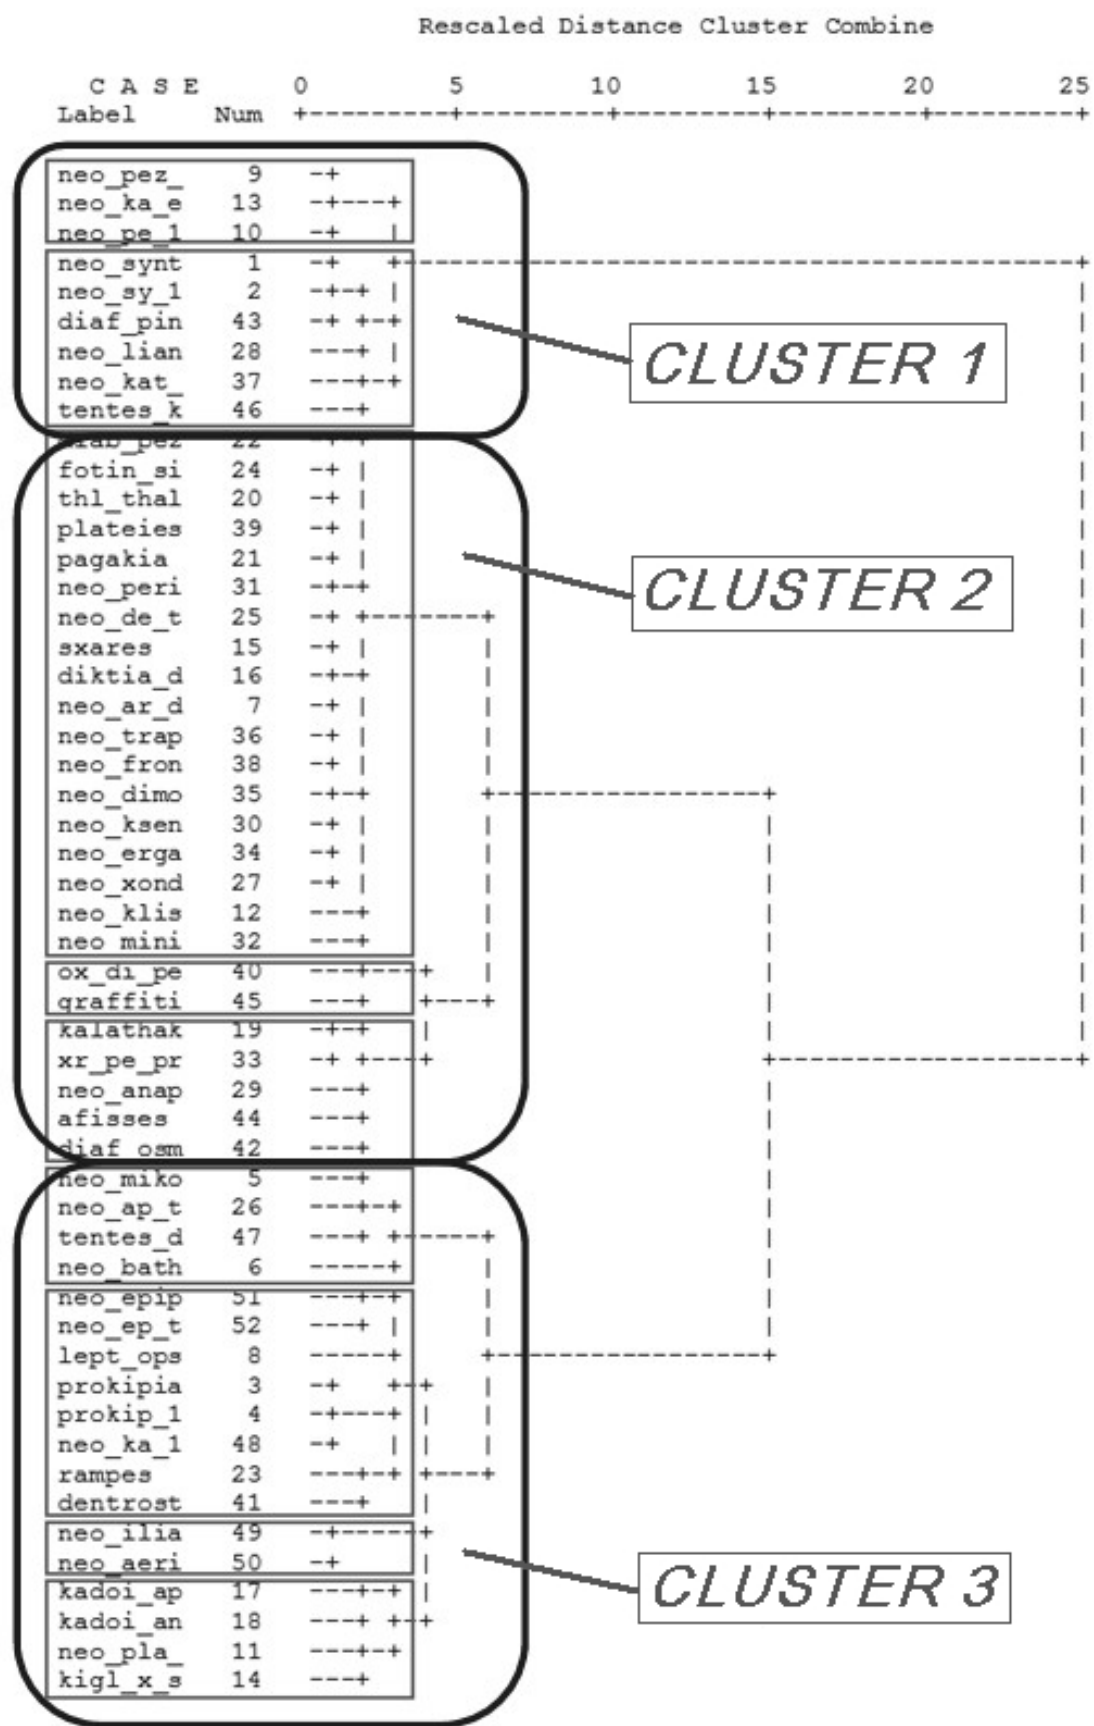 Rescaled Distance Cluster Combine
C A S E 0 5 10 15 20 25
Label Num +---------+---------+---------+---------+---------+
neo_pez_ 9 -+
neo_ka_e 13 -+---+
neo_pe_1 10 -+ |
neo_synt 1 -+ +-------------------------------------------+
neo_sy_1 2 -+-+ | |
diaf_pin 43 -+ +-+ |
neo_lian 28 ---+ | |
neo_kat_ 37 ---+-+ |
tentes_k 46 ---+ |
CLUSTER 1
22 -+-+ |
fotin_si 24 -+ | |
thl_thal 20 -+ | |
plateies 39 -+ | |
pagakia 21 -+ | |
neo_peri 31 -+-+ |
neo_de_t 25 -+ +-------+ |
CLUSTER 2
sxares 15 -+ | | |
diktia_d 16 -+-+ | |
neo_ar_d 7 -+ | | |
neo_trap 36 -+ | | |
neo_fron 38 -+ | | |
neo_dimo 35 -+-+ +-----------------+ |
neo_ksen 30 -+ | | | |
neo_erga 34 -+ | | | |
neo_xond 27 -+ | | | |
neo_klis 12 ---+ | | |
neo_mini 32 ---+ | | |
ox_di_pe 40 ---+---+ | | |
graffiti 45 ---+ +---+ | |
kalathak 19 -+-+ | | |
xr_pe_pr 33 -+ +---+ +-------------------+
neo_anap 29 ---+ |
afisses 44 ---+ |
diaf_osm 42 ---+ |
neo_miko 5 ---+ |
neo_ap_t 26 ---+-+ |
tentes_d 47 ---+ +-----+ |
neo_bath 6 -----+ | |
neo_epip 51 ---+-+ | |
neo_ep_t 52 ---+ | | |
lept_ops 8 -----+ +-----------------+
prokipia 3 -+ +-+ |
prokip_1 4 -+---+ | |
neo_ka_1 48 -+ | | |
rampes 23 ---+-+ +---+
dentrost 41 ---+ |
neo_ilia 49 -+-----+
neo_aeri 50 -+ |
kadoi_ap 17 ---+-+ |
CLUSTER 3
kadoi_an 18 ---+ +-+
neo_pla_ 11 ---+-+
kigl_x_s 14 ---+